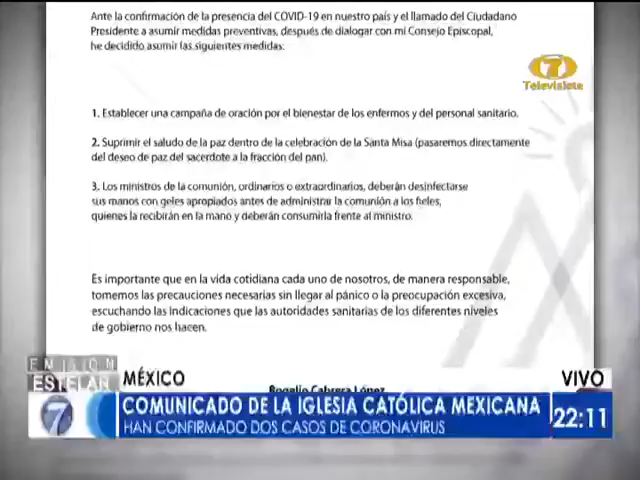 Ante la confirmación de la presencia del COVID-19 en nuestro país y el llamado del Ciudadano
Presidente a asumir medidas preventivas, después de dialogar con mi Consejo Episcopal,
he decidido asumir las siguientes medidas:
7
Televisiete
1. Establecer una campaña de oración por el bienestar de los enfermos y del personal sanitario.
2. Suprimir el saludo de la paz dentro de la celebración de la Santa Misa (pasaremos directamente
del deseo de paz del sacerdote a la fracción del pan).
3. Los ministros de la comunión, ordinarios o extraordinarios, deberán desinfectarse
sus manos con geles apropiados antes de administrar la comunión a los fieles,
quienes la recibirán en la mano y deberán consumirla frente al ministro.
Es importante que en la vida cotidiana cada uno de nosotros, de manera responsable,
tomemos las precauciones necesarias sin llegar al pánico o la preocupación excesiva,
escuchando las indicaciones que las autoridades sanitarias de los diferentes niveles
de gobierno nos hacen.
Rogelio Cabrera López
EMISIÓN
ESTELAR
7
MÉXICO
VIVO
COMUNICADO DE LA IGLESIA CATÓLICA MEXICANA
HAN CONFIRMADO DOS CASOS DE CORONAVIRUS
22:11